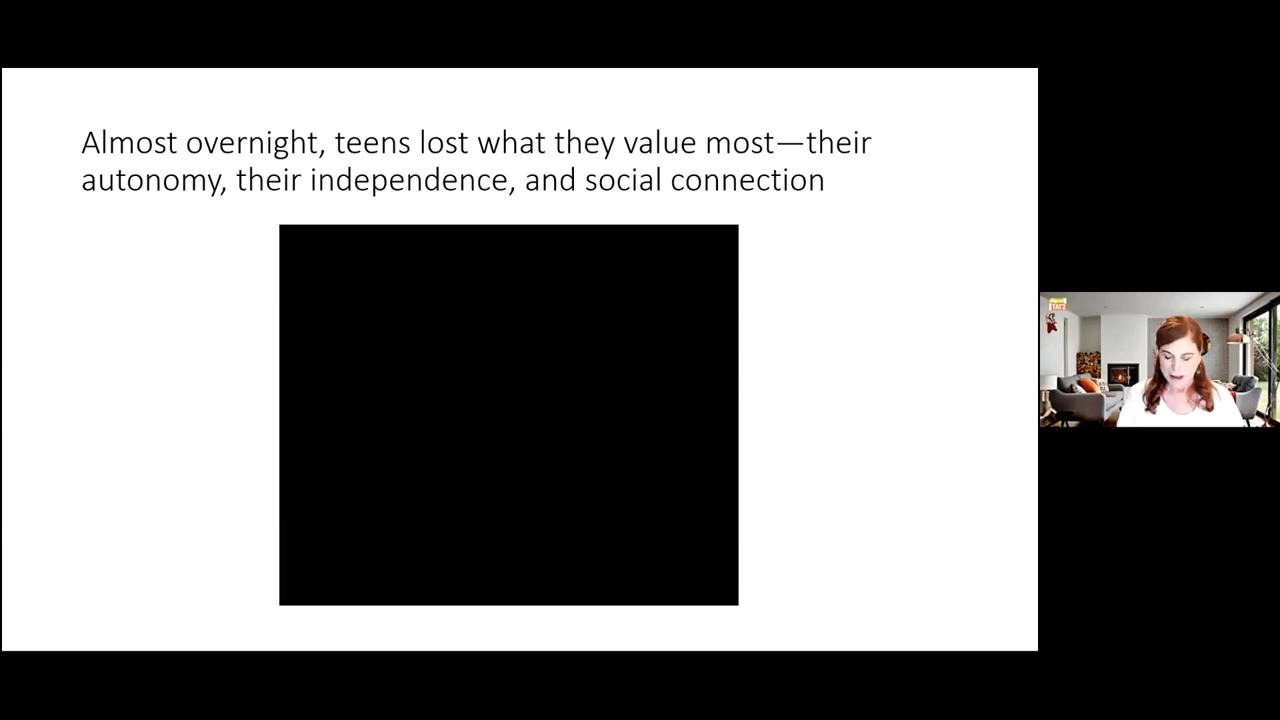 Almost overnight, teens lost what they value most—their
autonomy, their independence, and social connection